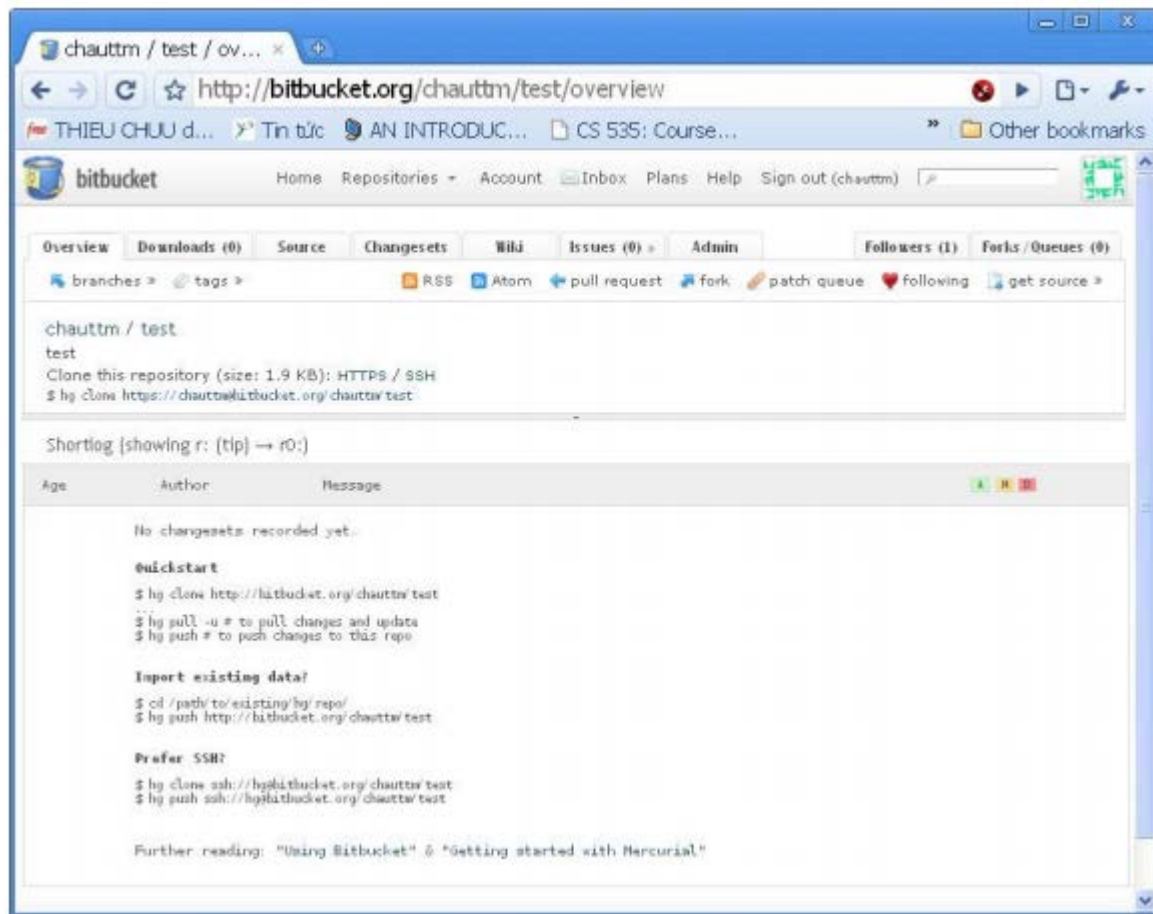 chauttm / test / ov...
http://bitbucket.org/chauttm/test/overview
THIEU CHUU d... Tin tức AN INTRODUC... CS 535: Course... » Other bookmarks
bitbucket Home Repositories Account Inbox Plans Help Sign out (chauttm)
Overview Downloads (0) Source Changesets Wiki Issues (0) » Admin Followers (1) Forks/Queues (0)
branches » tags » RSS Atom pull request fork patch queue following get source »
chauttm / test
test
Clone this repository (size: 1.9 KB): HTTPS / SSH
$ hg clone https://chauttm@bitbucket.org/chauttm/test
Shortlog (showing r: (tip) → r0:)
Age Author Message A M D
No changesets recorded yet.
Quickstart
$ hg clone http://bitbucket.org/chauttm/test
...
$ hg pull -u # to pull changes and update
$ hg push # to push changes to this repo
Import existing data?
$ cd /path/to/existing/hg/repo/
$ hg push http://bitbucket.org/chauttm/test
Prefer SSH?
$ hg clone ssh://hg@bitbucket.org/chauttm/test
$ hg push ssh://hg@bitbucket.org/chauttm/test
Further reading: "Using Bitbucket" & "Getting started with Mercurial"